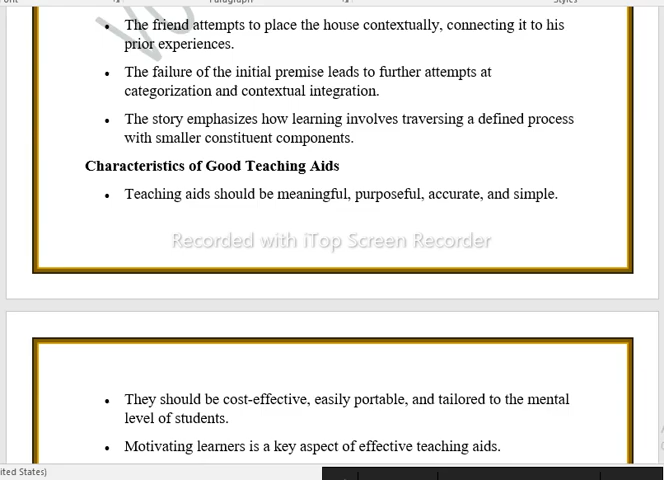 Paragraph
Styles
The friend attempts to place the house contextually, connecting it to his
prior experiences.
The failure of the initial premise leads to further attempts at
categorization and contextual integration.
The story emphasizes how learning involves traversing a defined process
with smaller constituent components.
Characteristics of Good Teaching Aids
Teaching aids should be meaningful, purposeful, accurate, and simple.
Recorded with iTop Screen Recorder
They should be cost-effective, easily portable, and tailored to the mental
level of students.
Motivating learners is a key aspect of effective teaching aids.
ited States)